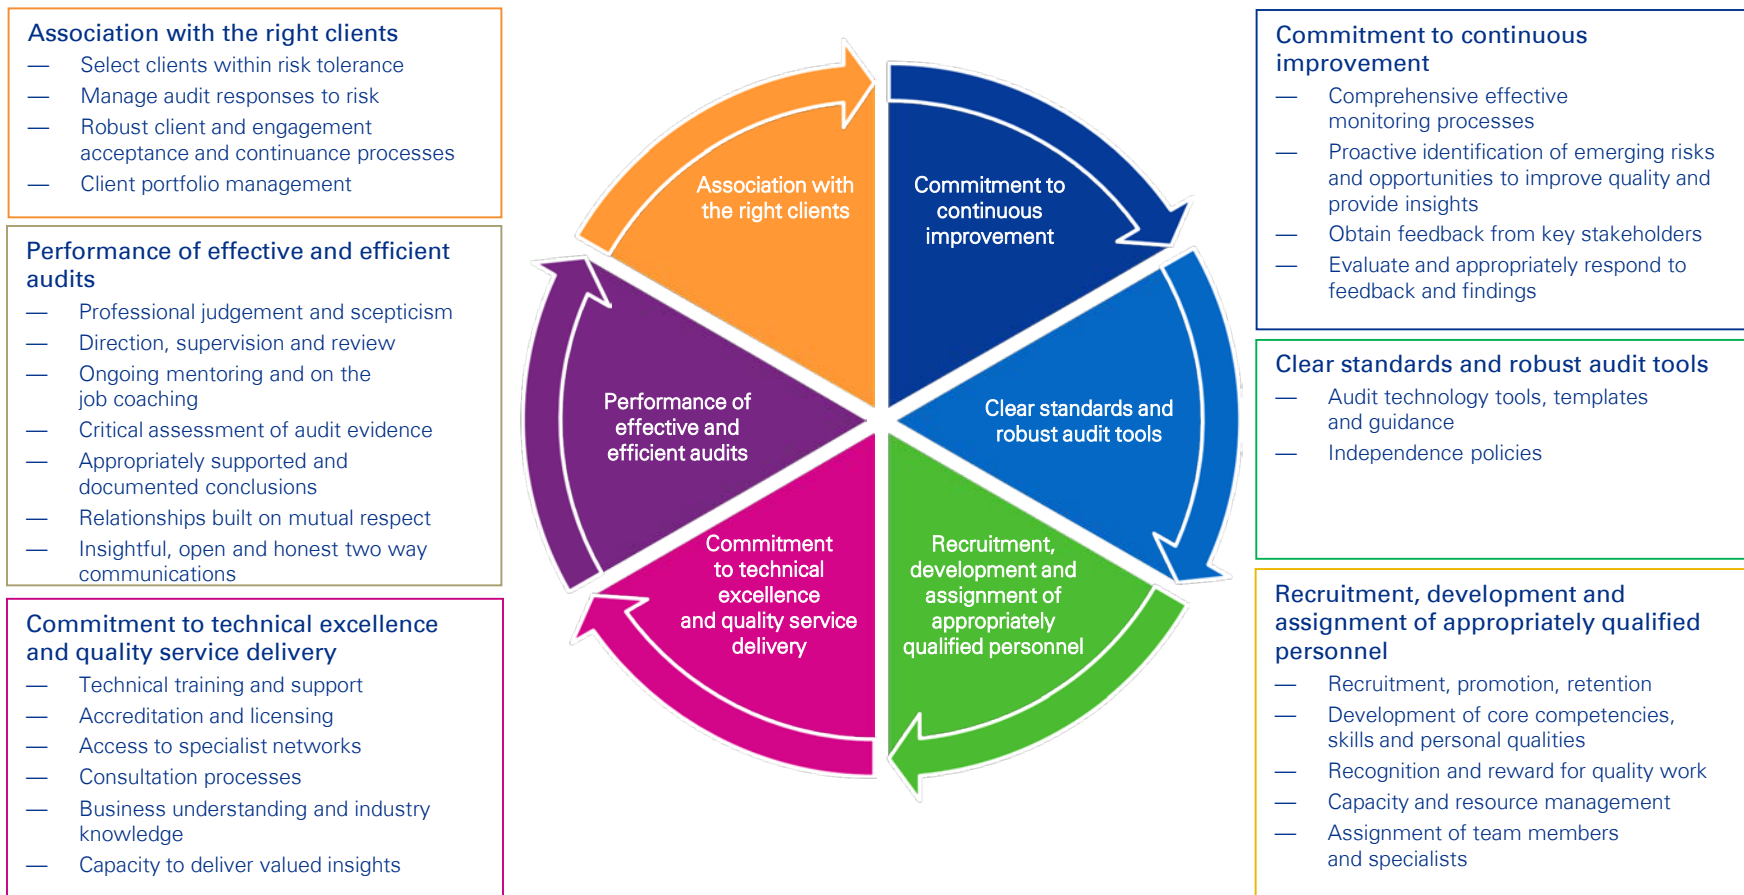 Association with the right clients
— Select clients within risk tolerance
— Manage audit responses to risk
— Robust client and engagement
acceptance and continuance processes
— Client portfolio management
Performance of effective and efficient
audits
— Professional judgement and scepticism
— Direction, supervision and review
— Ongoing mentoring and on the
job coaching
— Critical assessment of audit evidence
— Appropriately supported and
documented conclusions
— Relationships built on mutual respect
— Insightful, open and honest two way
communications
Commitment to technical excellence
and quality service delivery
— Technical training and support
— Accreditation and licensing
— Access to specialist networks
— Consultation processes
— Business understanding and industry
knowledge
— Capacity to deliver valued insights
Association with
the right clients
Commitment to
continuous
improvement
Performance of
effective and
efficient audits
Clear standards and
robust audit tools
Commitment
to technical
excellence
and quality service
delivery
Recruitment,
development and
assignment of
appropriately
qualified personnel
Commitment to continuous
improvement
— Comprehensive effective
monitoring processes
— Proactive identification of emerging risks
and opportunities to improve quality and
provide insights
— Obtain feedback from key stakeholders
— Evaluate and appropriately respond to
feedback and findings
Clear standards and robust audit tools
— Audit technology tools, templates
and guidance
— Independence policies
Recruitment, development and
assignment of appropriately qualified
personnel
— Recruitment, promotion, retention
— Development of core competencies,
skills and personal qualities
— Recognition and reward for quality work
— Capacity and resource management
— Assignment of team members
and specialists